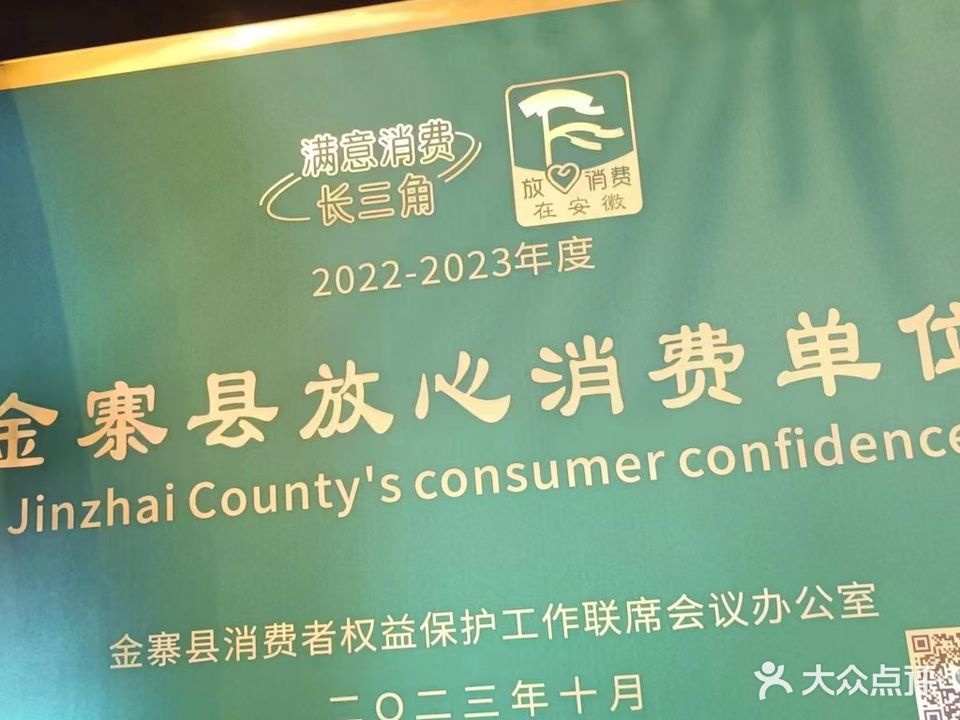 满意消费
长三角
放 消费
在安徽
2022-2023年度
金寨县放心消费单位
Jinzhai County's consumer confidence
金寨县消费者权益保护工作联席会议办公室
二〇二三年十月
大众点评